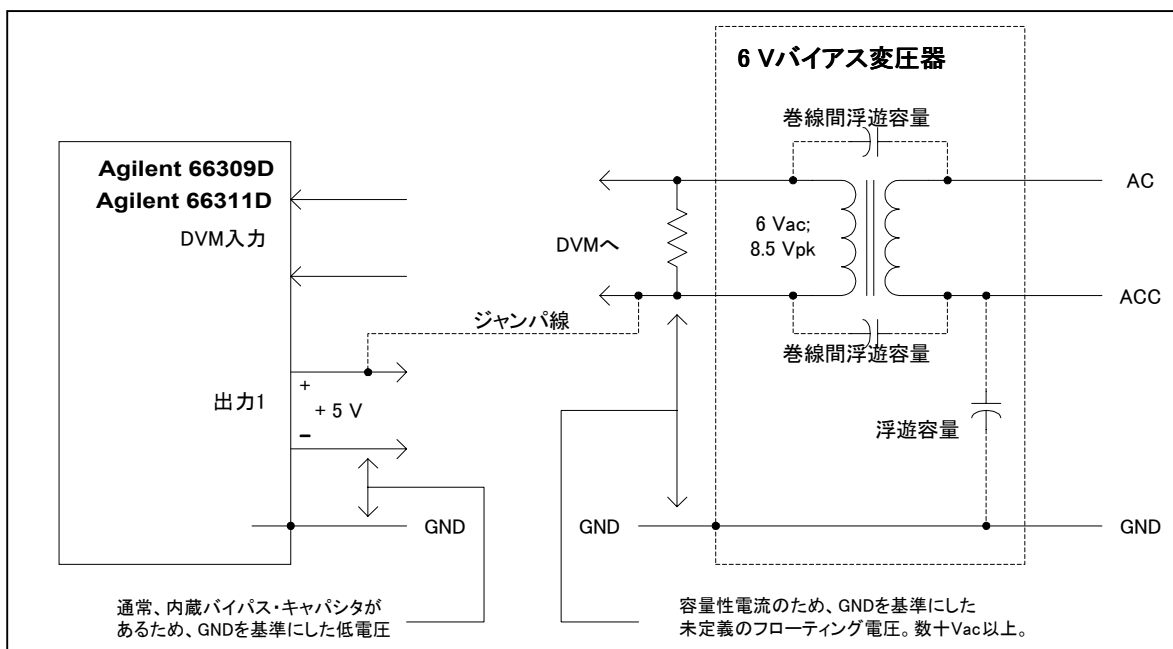 6 Vバイアス変圧器
巻線間浮遊容量
Agilent 66309D
Agilent 66311D
DVM入力
DVMへ
6 Vac;
8.5 Vpk
AC
ACC
ジャンパ線
巻線間浮遊容量
出力1
+
+ 5 V
−
浮遊容量
GND
GND
GND
通常、内蔵バイパス・キャパシタが
あるため、GNDを基準にした低電圧
容量性電流のため、GNDを基準にした
未定義のフローティング電圧。数十Vac以上。